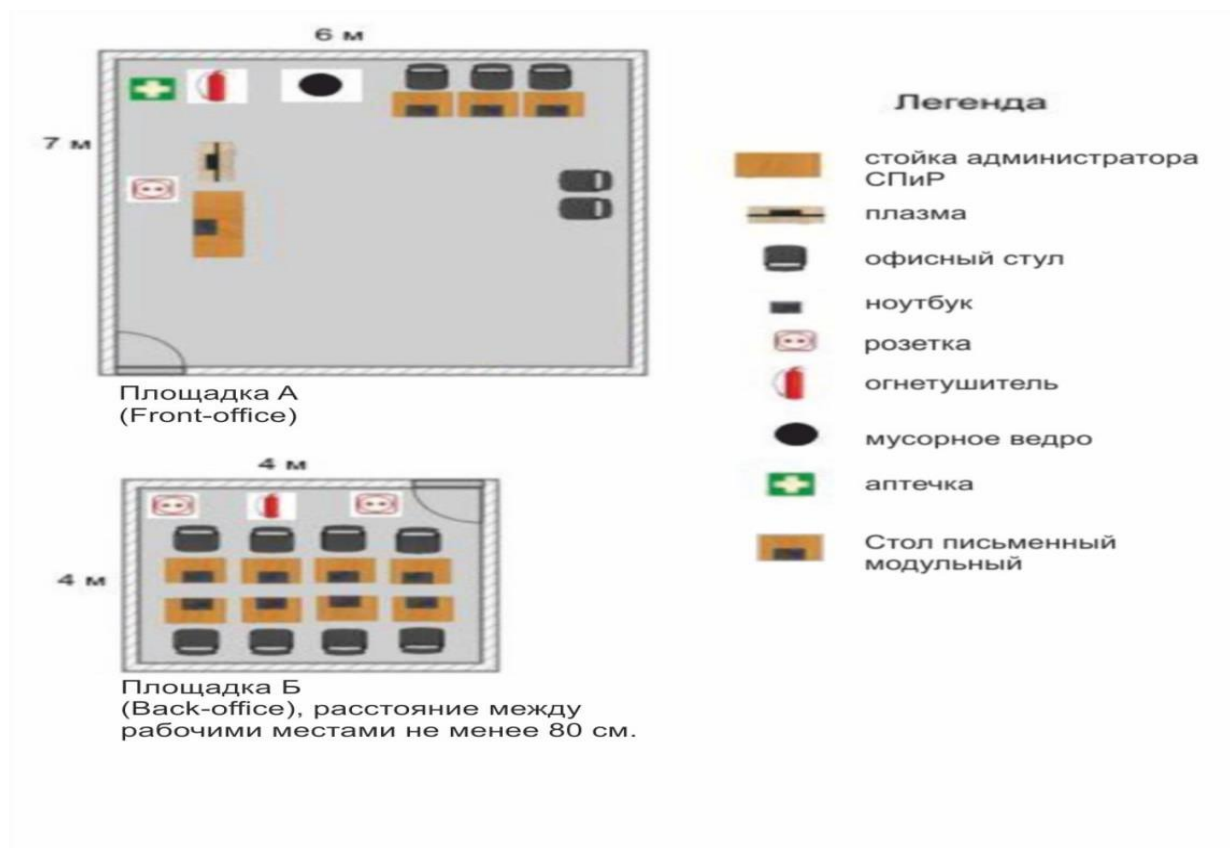 6 м
7 м
Площадка А
(Front-office)
4 м
4 м
Площадка Б
(Back-office), расстояние между
рабочими местами не менее 80 см.
Легенда
стойка администратора
СПиР
плазма
офисный стул
ноутбук
розетка
огнетушитель
мусорное ведро
аптечка
Стол письменный
модульный